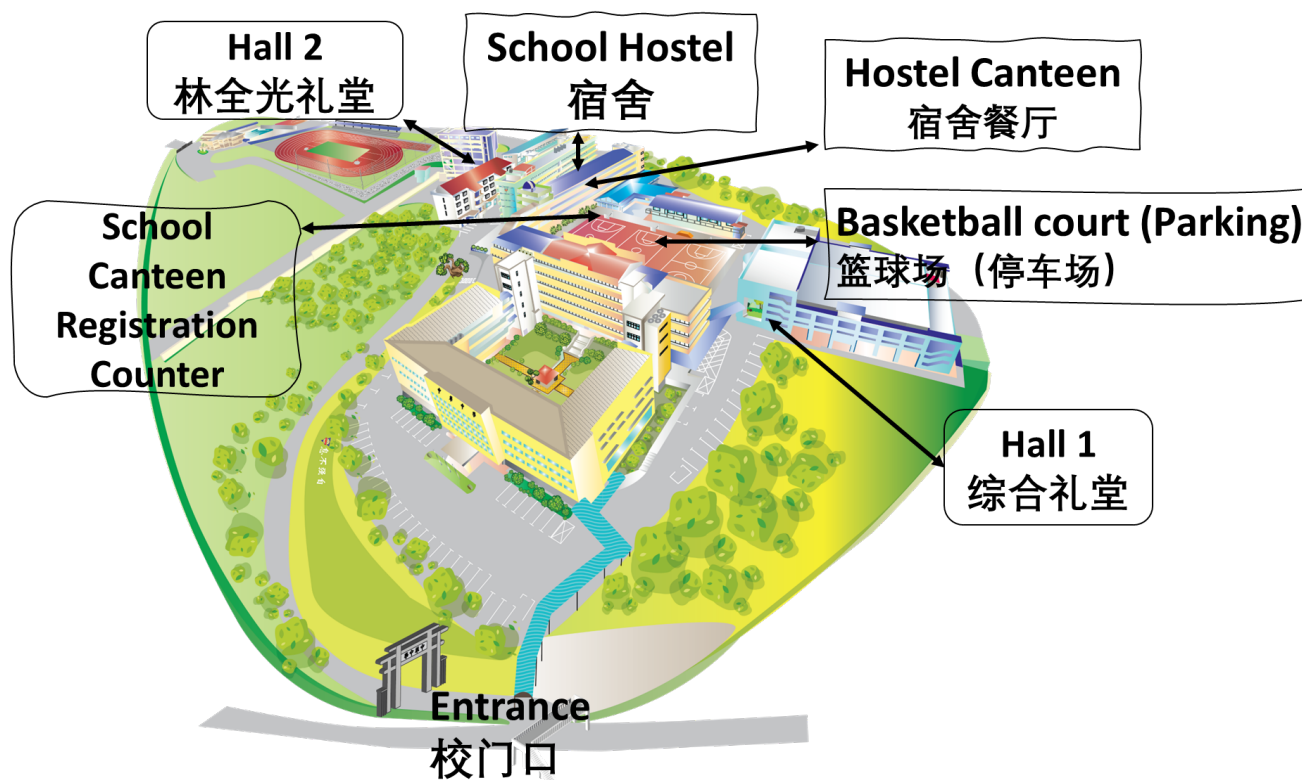 Hall 2
林全光礼堂
School Hostel
宿舍
Hostel Canteen
宿舍餐厅
School
Canteen
Registration
Counter
Basketball court (Parking)
篮球场（停车场）
Hall 1
综合礼堂
Entrance
校门口